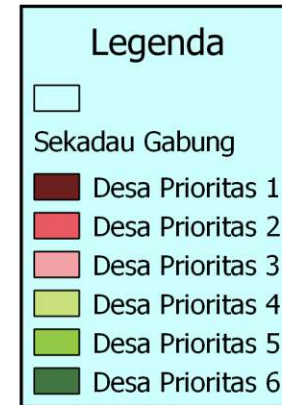 Legenda
Sekadau Gabung
Desa Prioritas 1
Desa Prioritas 2
Desa Prioritas 3
Desa Prioritas 4
Desa Prioritas 5
Desa Prioritas 6